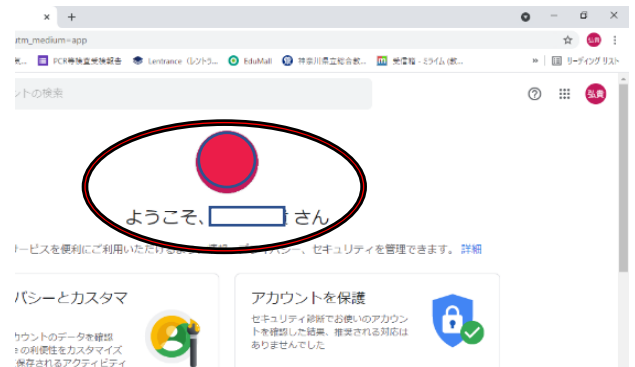 utm_medium=app
PCR等検査受検報告
Lentrance (レントラ...
EduMall
神奈川県立総合教...
受信箱 - ミライム (教...
»
リーディング リスト
ントの検索
弘貴
ようこそ、
さん
サービスを便利にご利用いただけるよう、
プライバシー、セキュリティを管理できます。 詳細
バシーとカスタマ
カウントのデータを確認
e の利便性をカスタマイズ
保存されるアクティビティ
アカウントを保護
セキュリティ診断でお使いのアカウン
トを確認した結果、推奨される対応は
ありませんでした